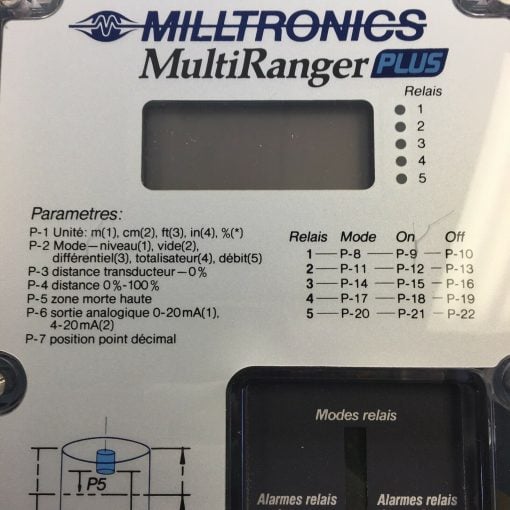 MILLTRONICS
MultiRanger PLUS
Relais
1
2
3
4
5
Parametres:
P-1 Unité: m(1), cm(2), ft(3), in(4), %(*)
P-2 Mode—niveau(1), vide(2),
différentiel(3), totalisateur(4), débit(5)
P-3 distance transducteur—0%
P-4 distance 0%-100%
P-5 zone morte haute
P-6 sortie analogique 0-20mA(1),
4-20mA(2)
P-7 position point décimal
Relais Mode On Off
1—P-8—P-9—P-10
2—P-11—P-12—P-13
3—P-14—P-15—P-16
4—P-17—P-18—P-19
5—P-20—P-21—P-22
Modes relais
P5
Alarmes relais Alarmes relais